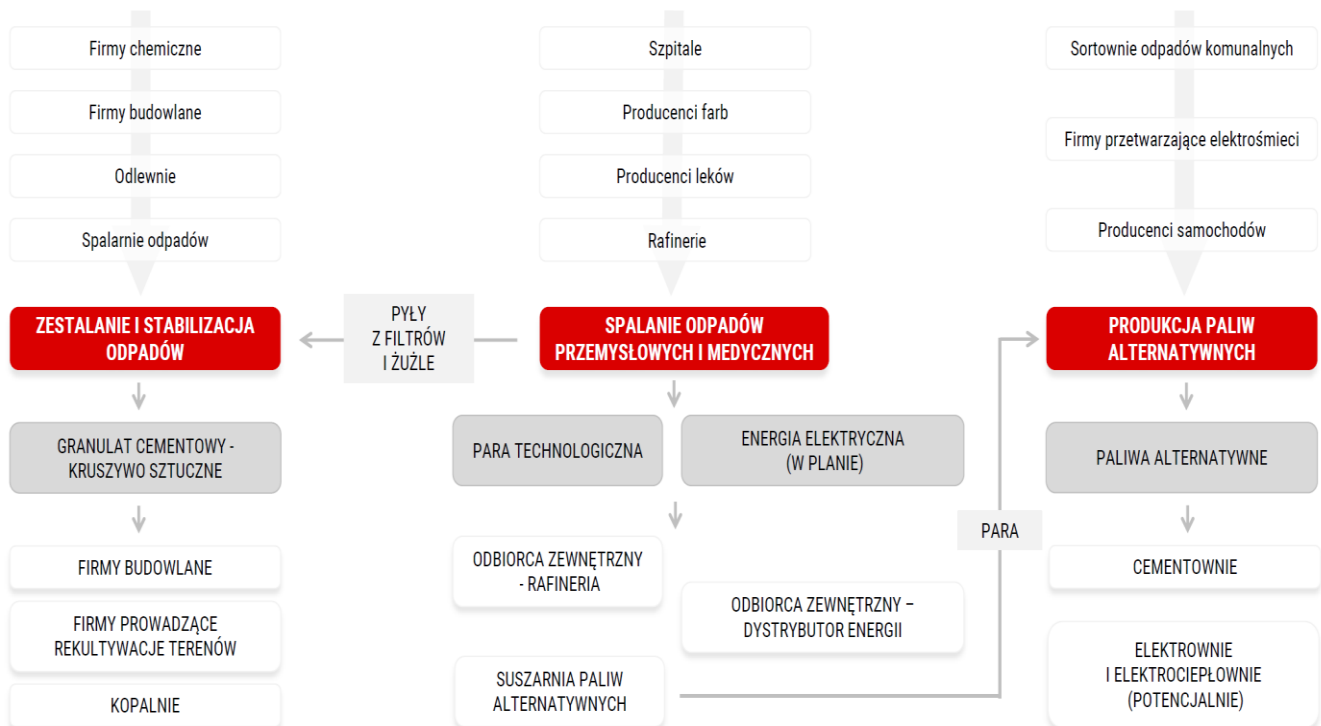 Firmy chemiczne
Firmy budowlane
Odlewnie
Spalarnie odpadów
ZESTALANIE I STABILIZACJA
ODPADÓW
GRANULAT CEMENTOWY -
KRUSZYWO SZTUCZNE
FIRMY BUDOWLANE
FIRMY PROWADZĄCE
REKULTYWACJE TERENÓW
KOPALNIE
PYŁY
Z FILTRÓW
I ŻUŻLE
Szpitale
Producenci farb
Producenci leków
Rafinerie
SPALANIE ODPADÓW
PRZEMYSŁOWYCH I MEDYCZNYCH
PARA TECHNOLOGICZNA
ENERGIA ELEKTRYCZNA
(W PLANIE)
ODBIORCA ZEWNĘTRZNY
- RAFINERIA
ODBIORCA ZEWNĘTRZNY –
DYSTRYBUTOR ENERGII
SUSZARNIA PALIW
ALTERNATYWNYCH
PARA
Sortownie odpadów komunalnych
Firmy przetwarzające elektrośmieci
Producenci samochodów
PRODUKCJA PALIW
ALTERNATYWNYCH
PALIWA ALTERNATYWNE
CEMENTOWNIE
ELEKTROWNIE
I ELEKTROCIEPŁOWNIE
(POTENCJALNIE)